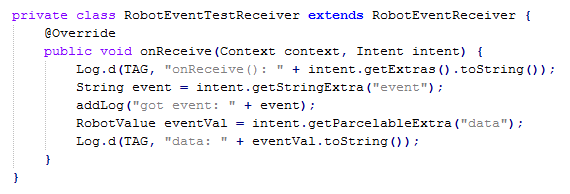 private class RobotEventTestReceiver extends RobotEventReceiver {
    @Override
    public void onReceive(Context context, Intent intent) {
        Log.d(TAG, "onReceive(): " + intent.getExtras().toString());
        String event = intent.getStringExtra("event");
        addLog("got event: " + event);
        RobotValue eventVal = intent.getParcelableExtra("data");
        Log.d(TAG, "data: " + eventVal.toString());
    }
}